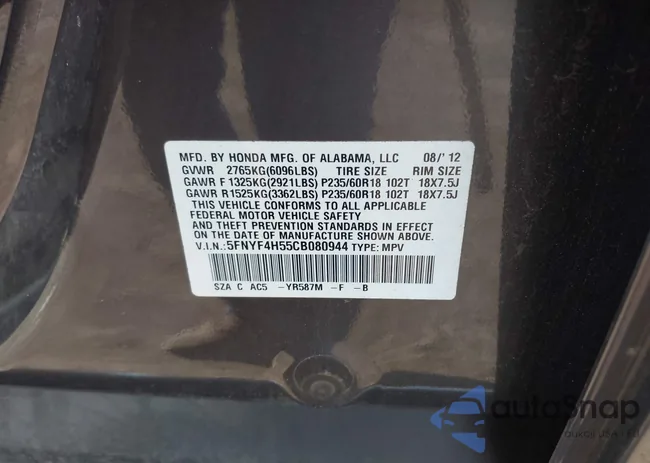 MFD. BY HONDA MFG. OF ALABAMA, LLC 08/'12
GVWR 2765KG(6096LBS) TIRE SIZE RIM SIZE
GAWR F 1325KG(2921LBS) P235/60R18 102T 18X7.5J
GAWR R 1525KG(3362LBS) P235/60R18 102T 18X7.5J
THIS VEHICLE CONFORMS TO ALL APPLICABLE
FEDERAL MOTOR VEHICLE SAFETY
AND THEFT PREVENTION STANDARDS IN EFFECT
ON THE DATE OF MANUFACTURE SHOWN ABOVE.
V.I.N.: 5FNYF4H55CB080944 TYPE: MPV
SZA C AC5 -YR587M -F -B
autoSnap